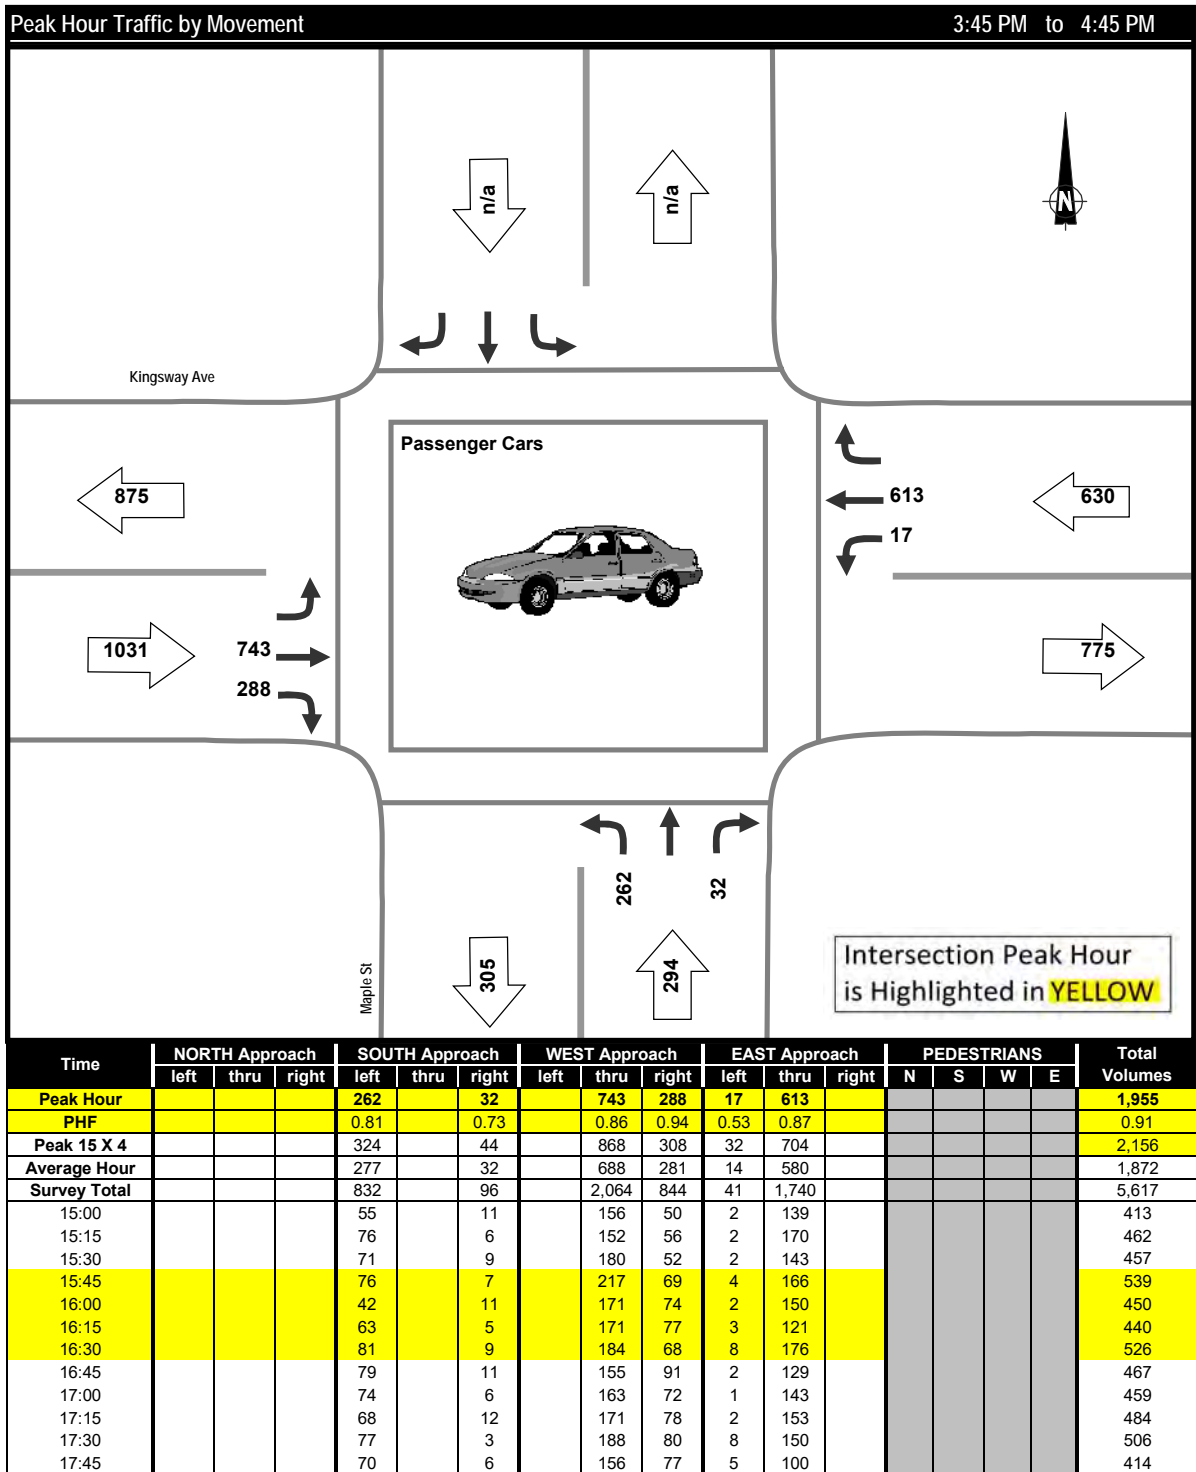 Peak Hour Traffic by Movement 3:45 PM to 4:45 PM
n/a n/a
N
Kingsway Ave
Passenger Cars
875 613 630
17
1031 743 775
288
262 32
Maple St 305 294
Intersection Peak Hour
is Highlighted in YELLOW
Time NORTH Approach SOUTH Approach WEST Approach EAST Approach PEDESTRIANS Total
left thru right left thru right left thru right left thru right N S W E Volumes
Peak Hour 262 32 743 288 17 613 1,955
PHF 0.81 0.73 0.86 0.94 0.53 0.87 0.91
Peak 15 X 4 324 44 868 308 32 704 2,156
Average Hour 277 32 688 281 14 580 1,872
Survey Total 832 96 2,064 844 41 1,740 5,617
15:00 55 11 156 50 2 139 413
15:15 76 6 152 56 2 170 462
15:30 71 9 180 52 2 143 457
15:45 76 7 217 69 4 166 539
16:00 42 11 171 74 2 150 450
16:15 63 5 171 77 3 121 440
16:30 81 9 184 68 8 176 526
16:45 79 11 155 91 2 129 467
17:00 74 6 163 72 1 143 459
17:15 68 12 171 78 2 153 484
17:30 77 3 188 80 8 150 506
17:45 70 6 156 77 5 100 414